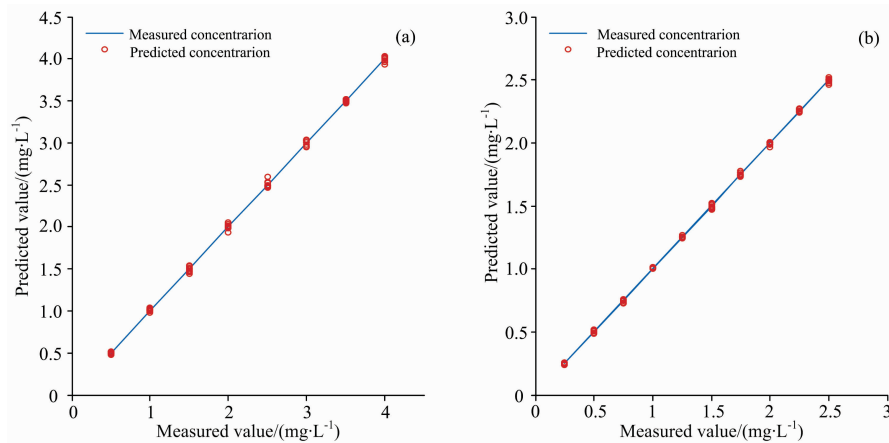 4.5
4.0
3.5
3.0
2.5
2.0
1.5
1.0
0.5
0
0
1
2
3
4
Measured value/(mg·L⁻¹)
Predicted value/(mg·L⁻¹)
Measured concentrarion
Predicted concentrarion
(a)
3.0
2.5
2.0
1.5
1.0
0.5
0
0
0.5
1
1.5
2.0
2.5
3
Measured value/(mg·L⁻¹)
Predicted value/(mg·L⁻¹)
Measured concentrarion
Predicted concentrarion
(b)